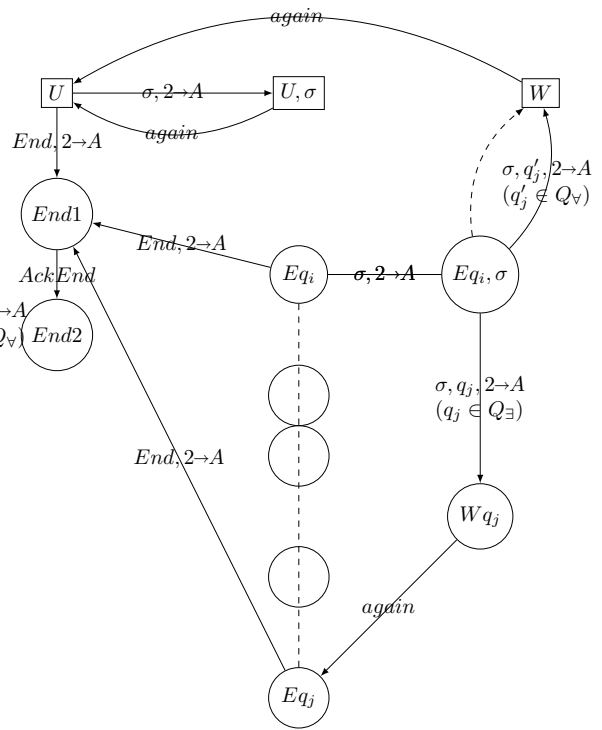 again
U
σ, 2→A
U, σ
W
again
End, 2→A
σ, q′ⱼ, 2→A
(q′ⱼ ∈ Q∀)
End1
End, 2→A
Eqᵢ
σ, 2→A
Eqᵢ, σ
AckEnd
→A
Q∀)
End2
σ, qⱼ, 2→A
(qⱼ ∈ Q∃)
End, 2→A
Wqⱼ
again
Eqⱼ